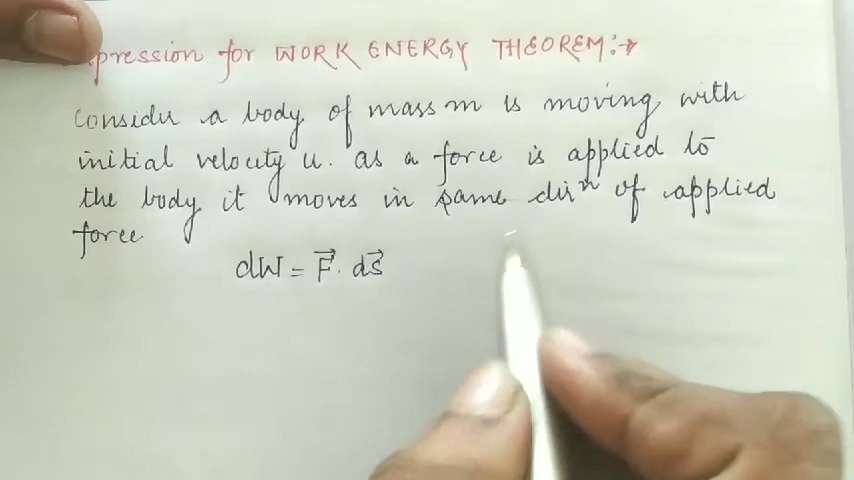 pression for WORK ENERGY THEOREM:→
Consider a body of mass m is moving with
initial velocity u. as a force is applied to
the body it moves in same dirⁿ of applied
force
dW = F⃗. dS⃗